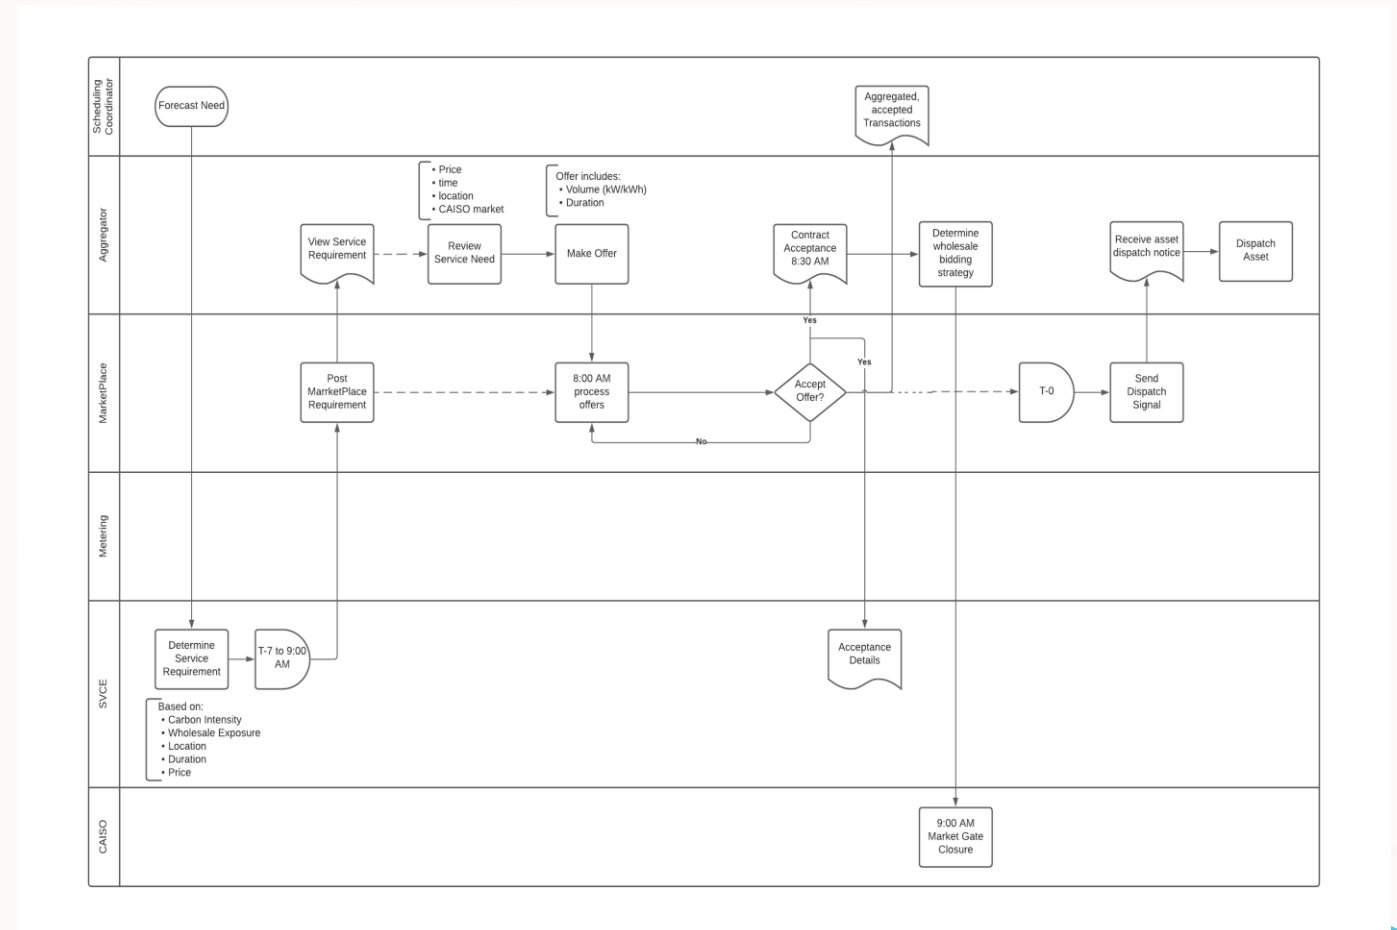 Scheduling
Coordinator
Forecast Need
Aggregated,
accepted
Transactions
Aggregator
• Price
• time
• location
• CAISO market
Offer includes:
• Volume (kW/kWh)
• Duration
View Service
Requirement
Review
Service Need
Make Offer
Contract
Acceptance
8:30 AM
Determine
wholesale
bidding
strategy
Receive asset
dispatch notice
Dispatch
Asset
MarketPlace
Yes
Yes
Post
MarrketPlace
Requirement
8:00 AM
process
offers
Accept
Offer?
T-0
Send
Dispatch
Signal
No
Metering
SVCE
Determine
Service
Requirement
T-7 to 9:00
AM
Acceptance
Details
Based on:
• Carbon Intensity
• Wholesale Exposure
• Location
• Duration
• Price
CAISO
9:00 AM
Market Gate
Closure